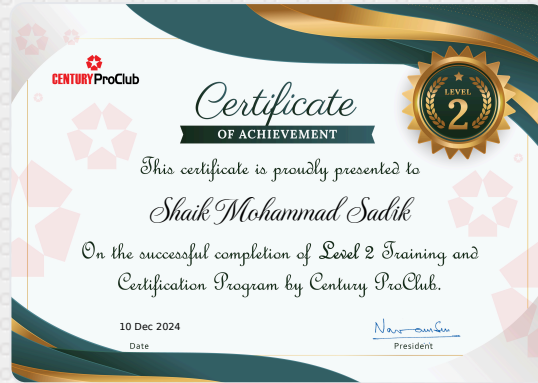 CENTURY ProClub
Certificate
OF ACHIEVEMENT
LEVEL
2
This certificate is proudly presented to
Shaik Mohammad Sadik
On the successful completion of Level 2 Training and
Certification Program by Century ProClub.
10 Dec 2024
Date
President